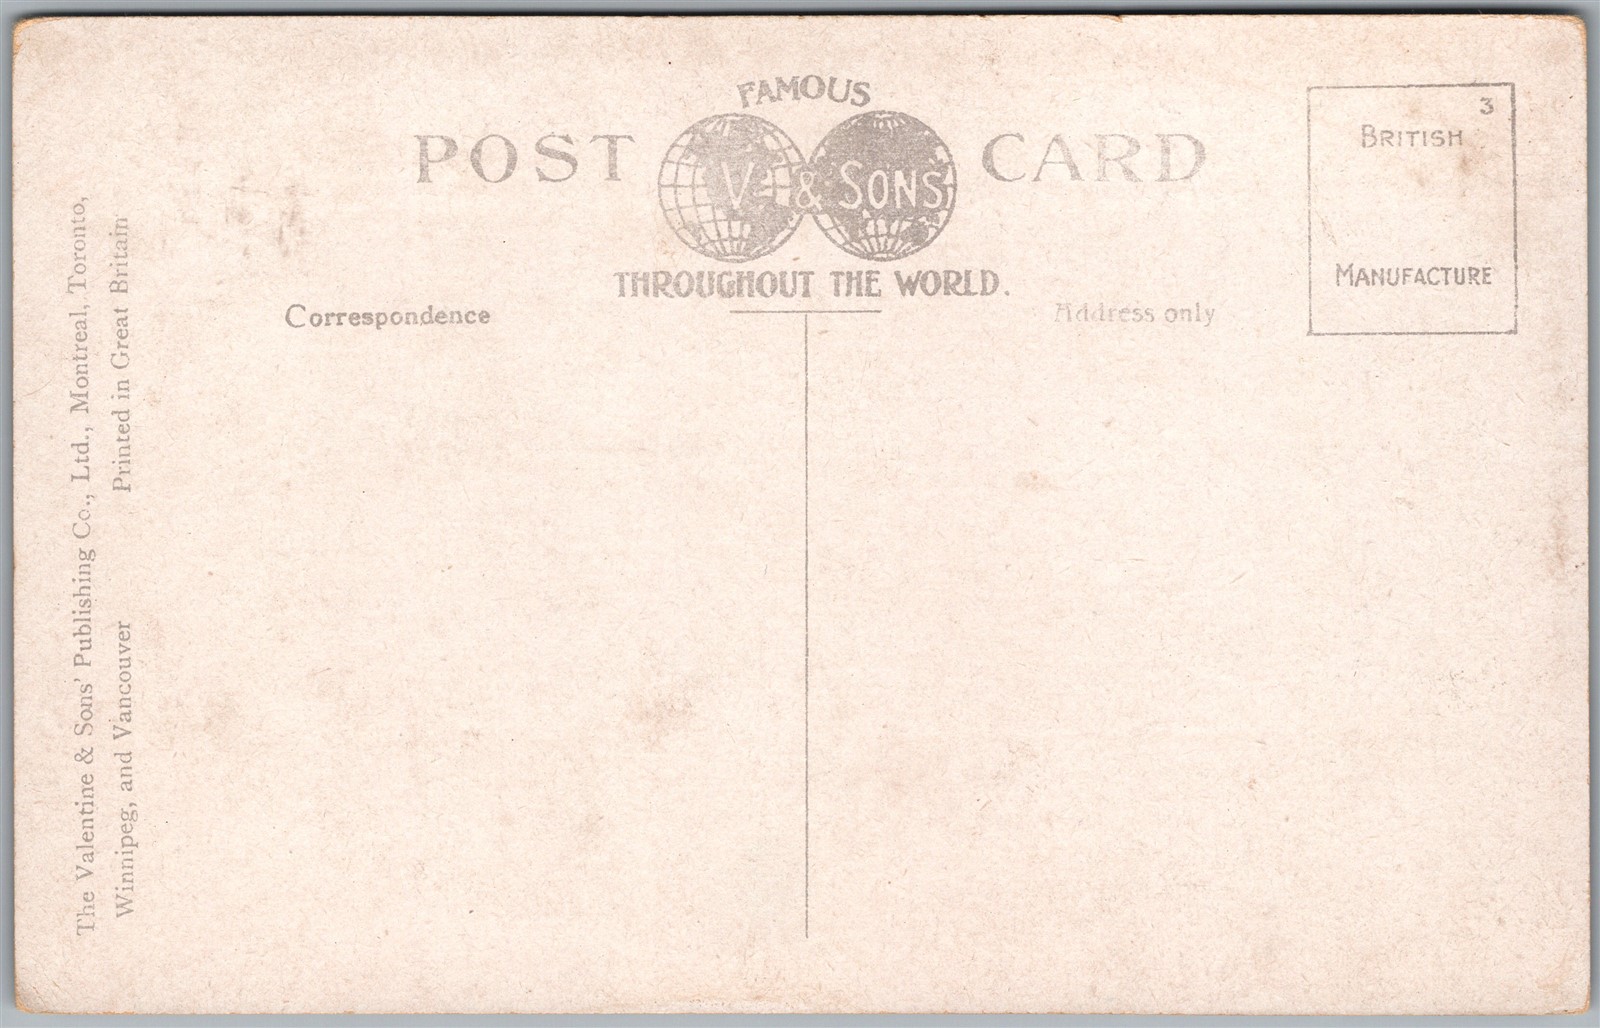 FAMOUS
POST CARD
V & SONS
THROUGHOUT THE WORLD.
3
BRITISH
MANUFACTURE
Correspondence
Address only
The Valentine & Sons' Publishing Co., Ltd., Montreal, Toronto,
Winnipeg, and Vancouver Printed in Great Britain